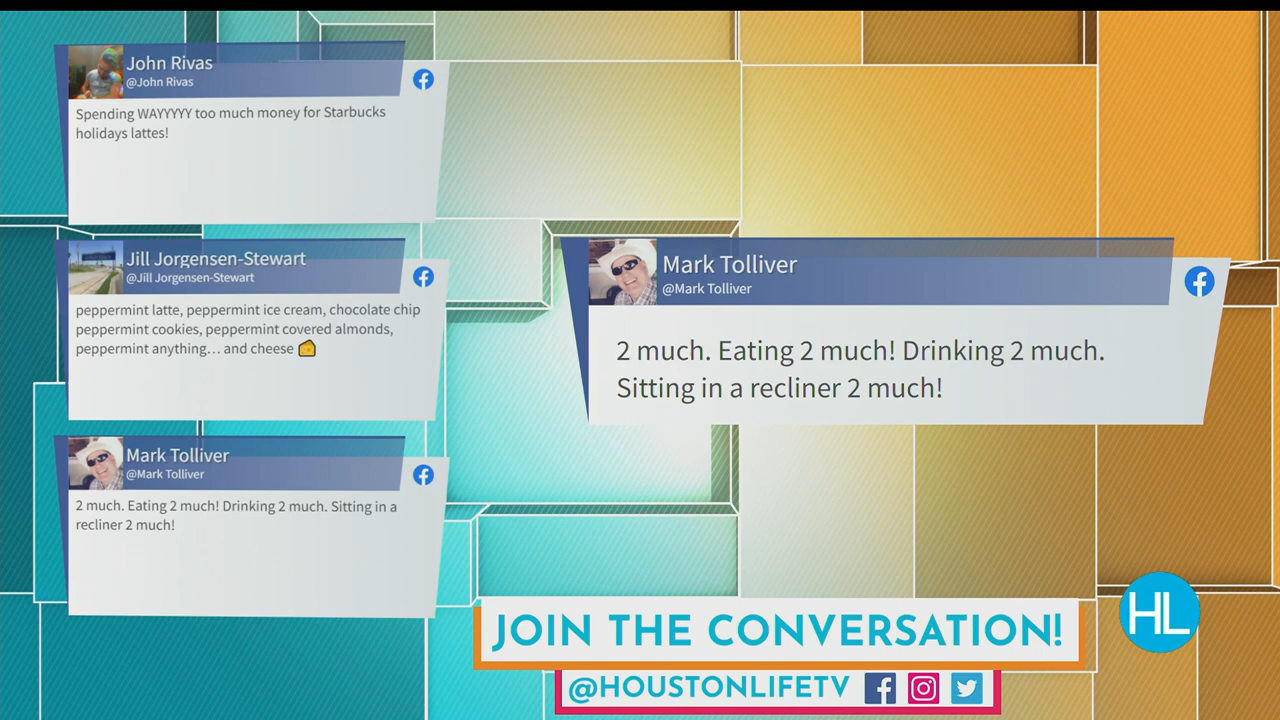 John Rivas
@John Rivas
Spending WAYYYYY too much money for Starbucks
holidays lattes!
Jill Jorgensen-Stewart
@Jill Jorgensen-Stewart
peppermint latte, peppermint ice cream, chocolate chip
peppermint cookies, peppermint covered almonds,
peppermint anything... and cheese 🧀
Mark Tolliver
@Mark Tolliver
2 much. Eating 2 much! Drinking 2 much. Sitting in a
recliner 2 much!
Mark Tolliver
@Mark Tolliver
2 much. Eating 2 much! Drinking 2 much.
Sitting in a recliner 2 much!
HL
JOIN THE CONVERSATION!
@HOUSTONLIFETV